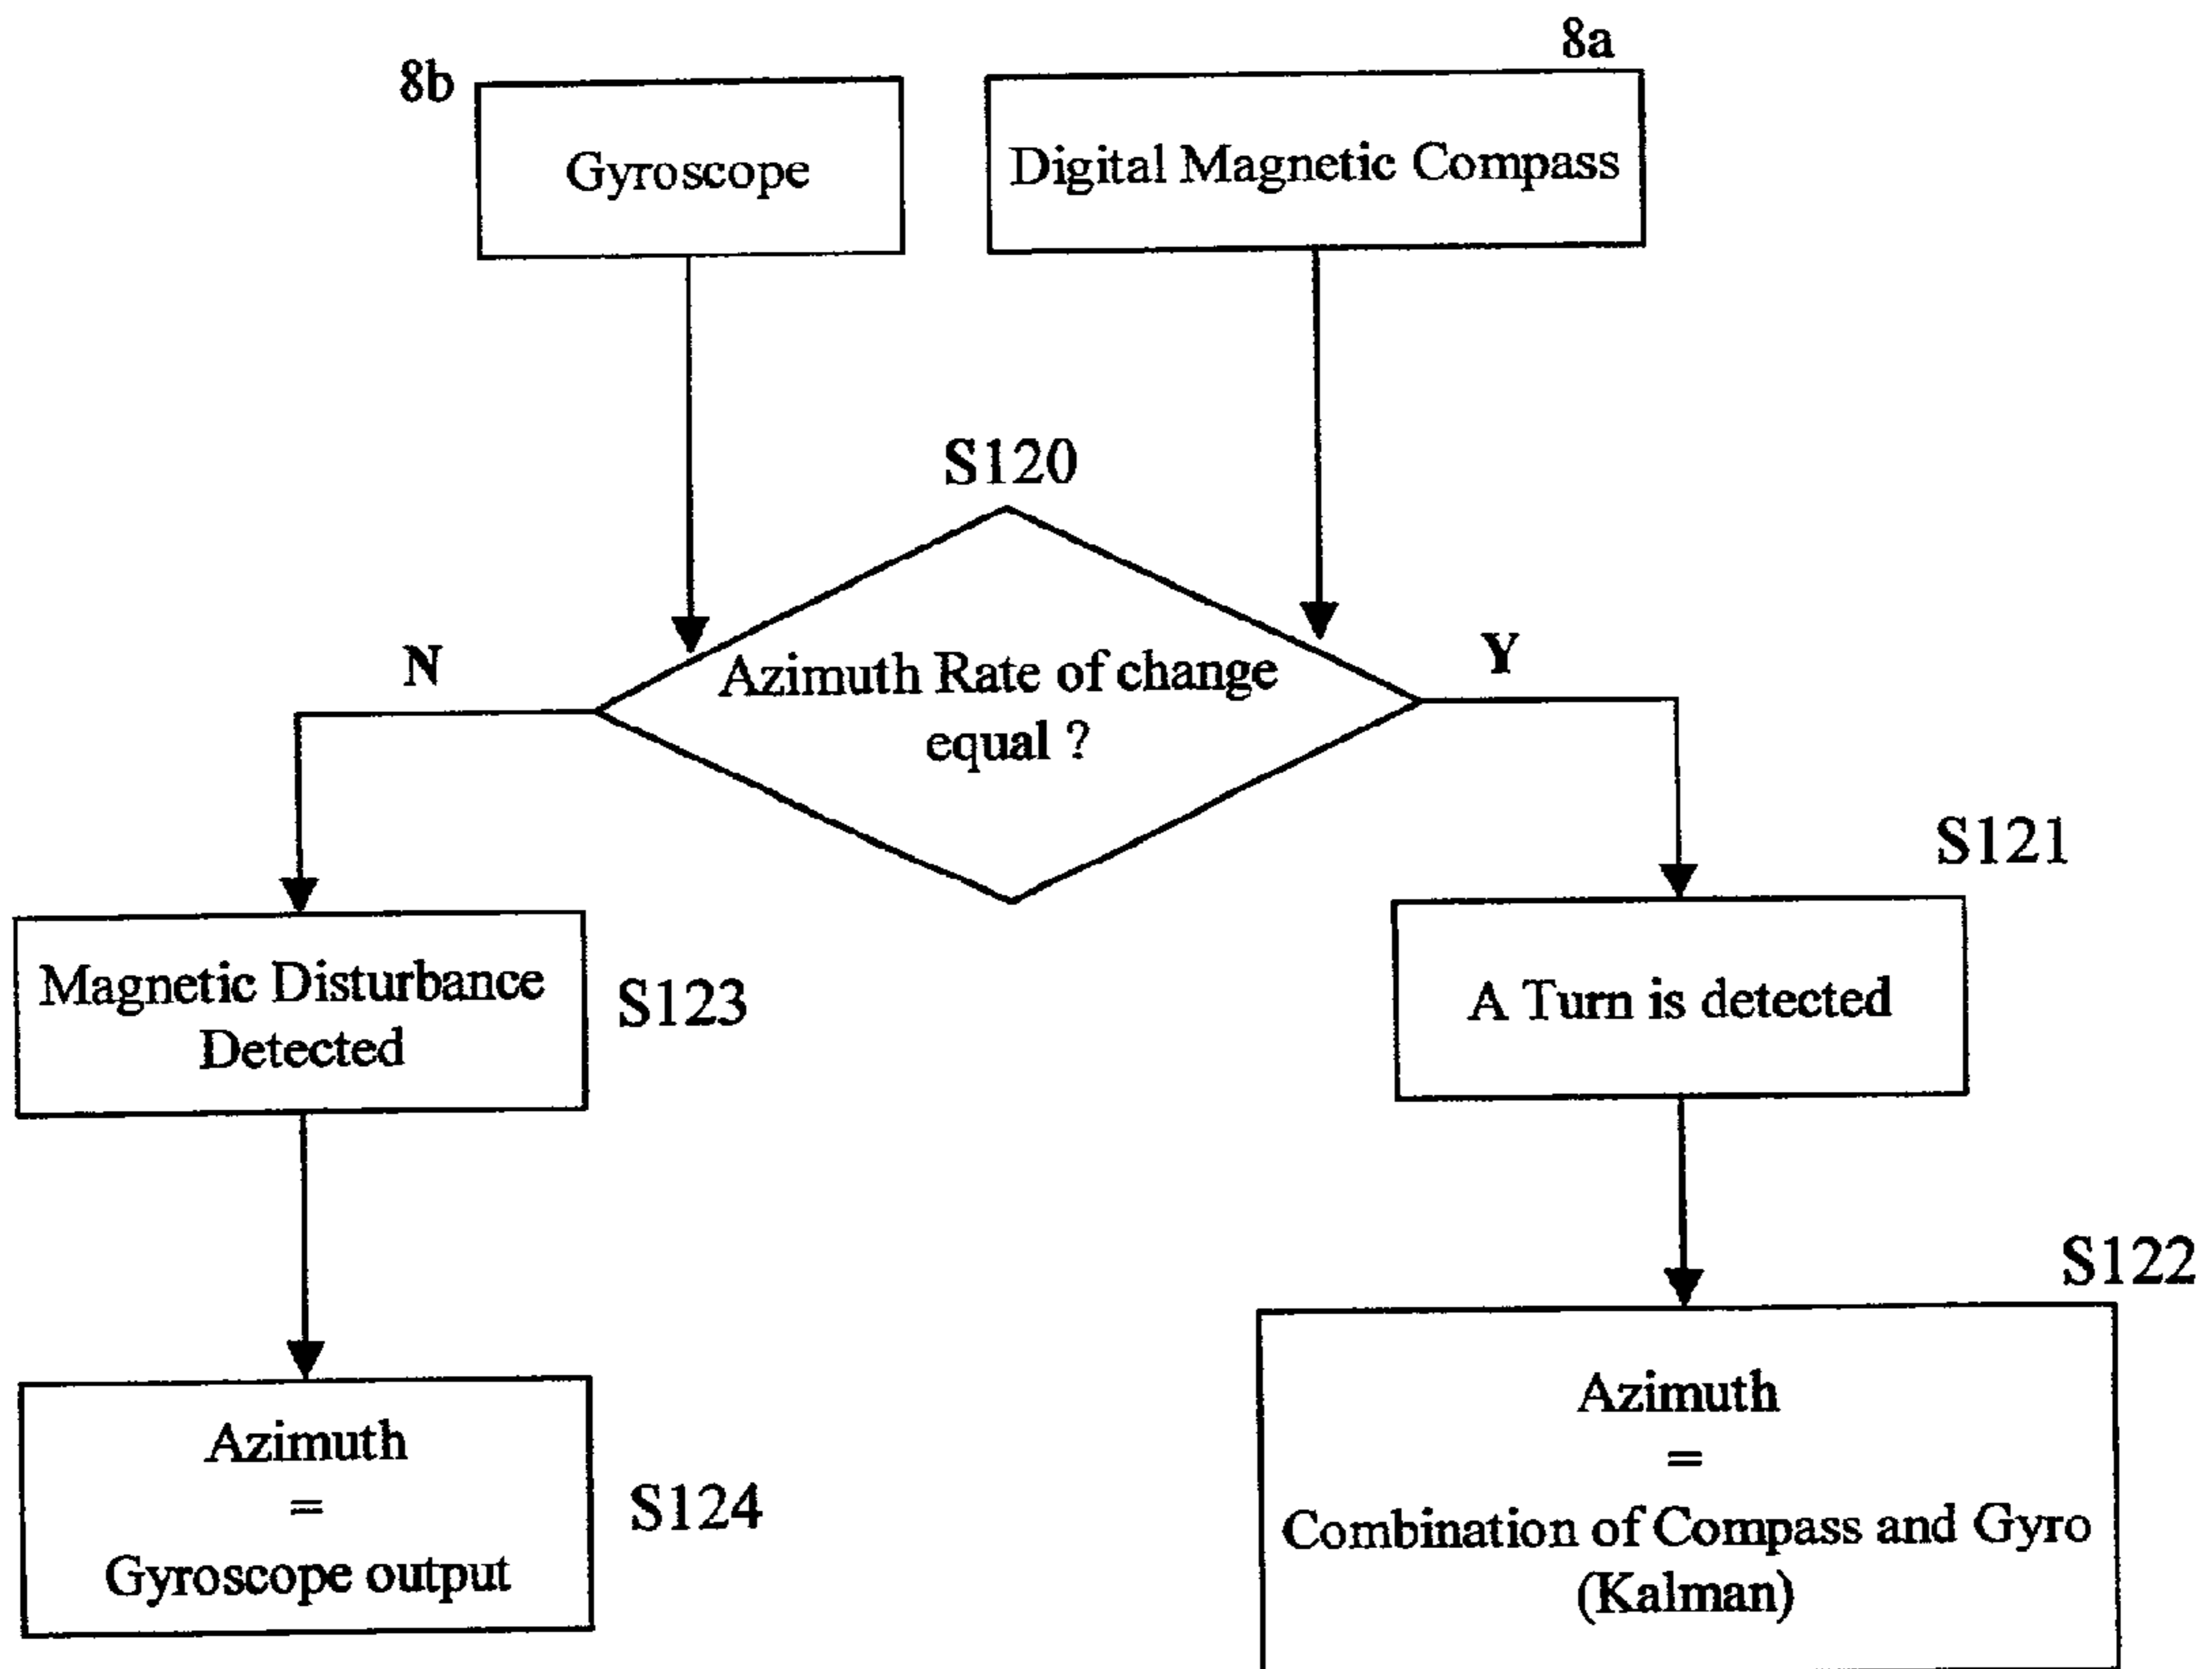 8b
8a
Gyroscope
Digital Magnetic Compass
S120
N
Azimuth Rate of change
equal ?
Y
S121
Magnetic Disturbance
Detected
S123
A Turn is detected
S122
Azimuth
=
Gyroscope output
S124
Azimuth
=
Combination of Compass and Gyro
(Kalman)